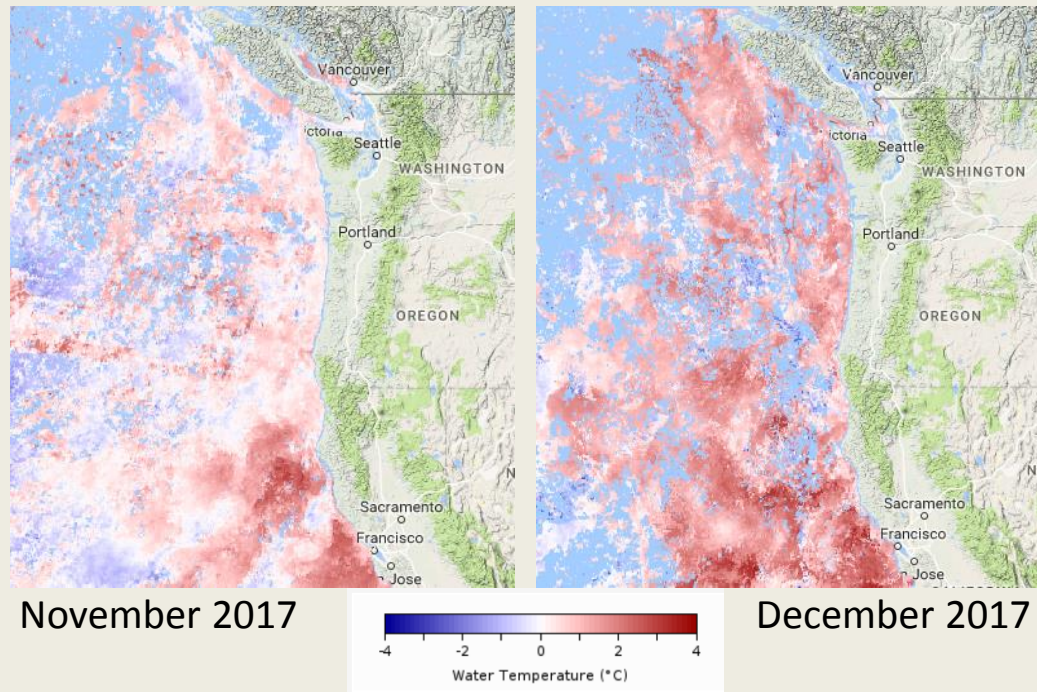 Vancouver
ictoria
Seattle
WASHINGTON
Portland
OREGON
N
Sacramento
Francisco
Jose
Vancouver
ictoria
Seattle
WASHINGTON
Portland
OREGON
N
Sacramento
Francisco
Jose
November 2017
December 2017
-4 -2 0 2 4
Water Temperature (°C)